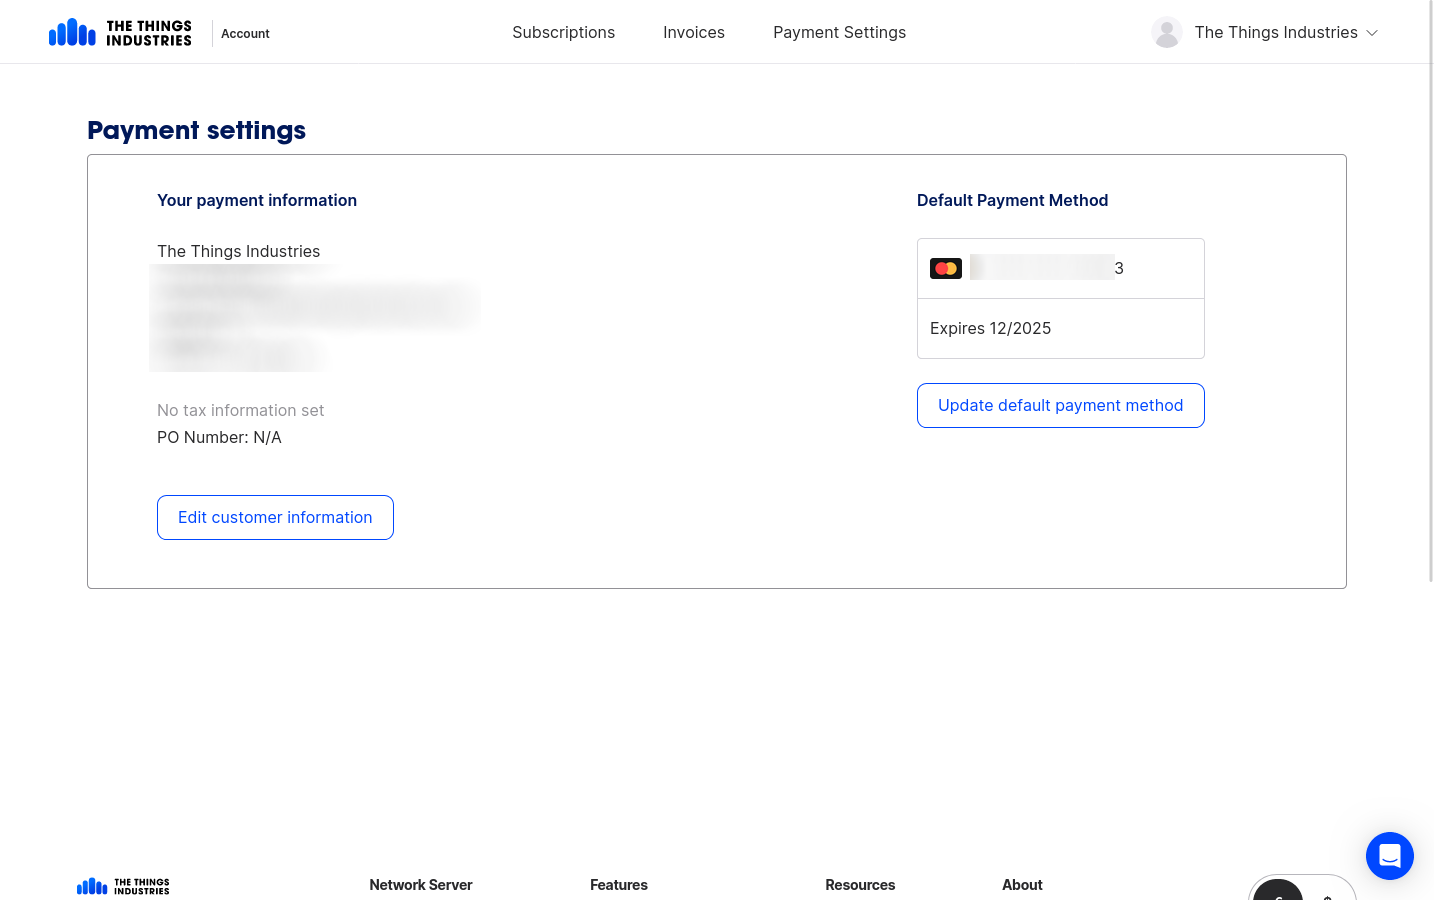 THE THINGS
INDUSTRIES
Account
Subscriptions
Invoices
Payment Settings
The Things Industries
Payment settings
Your payment information
The Things Industries
No tax information set
PO Number: N/A
Edit customer information
Default Payment Method
3
Expires 12/2025
Update default payment method
THE THINGS
INDUSTRIES
Network Server
Features
Resources
About